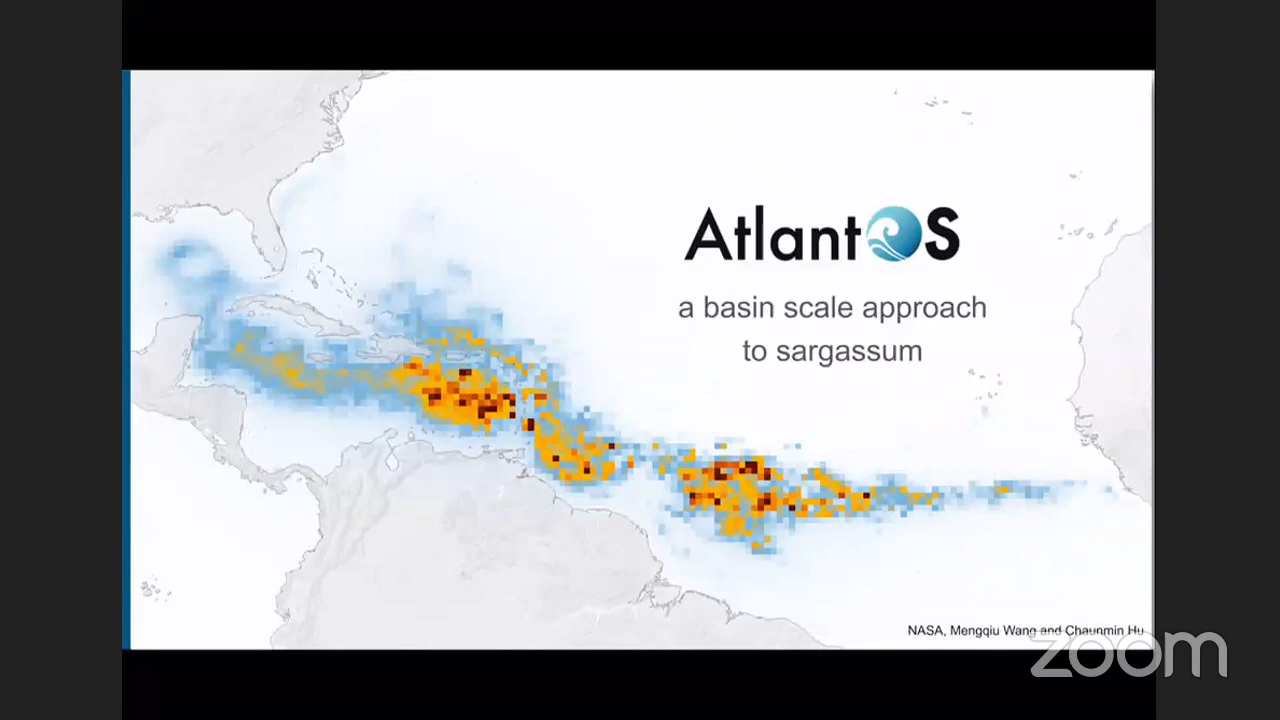 AtlantOS
a basin scale approach
to sargassum
NASA, Mengqiu Wang and Chaunmin Hu
zoom